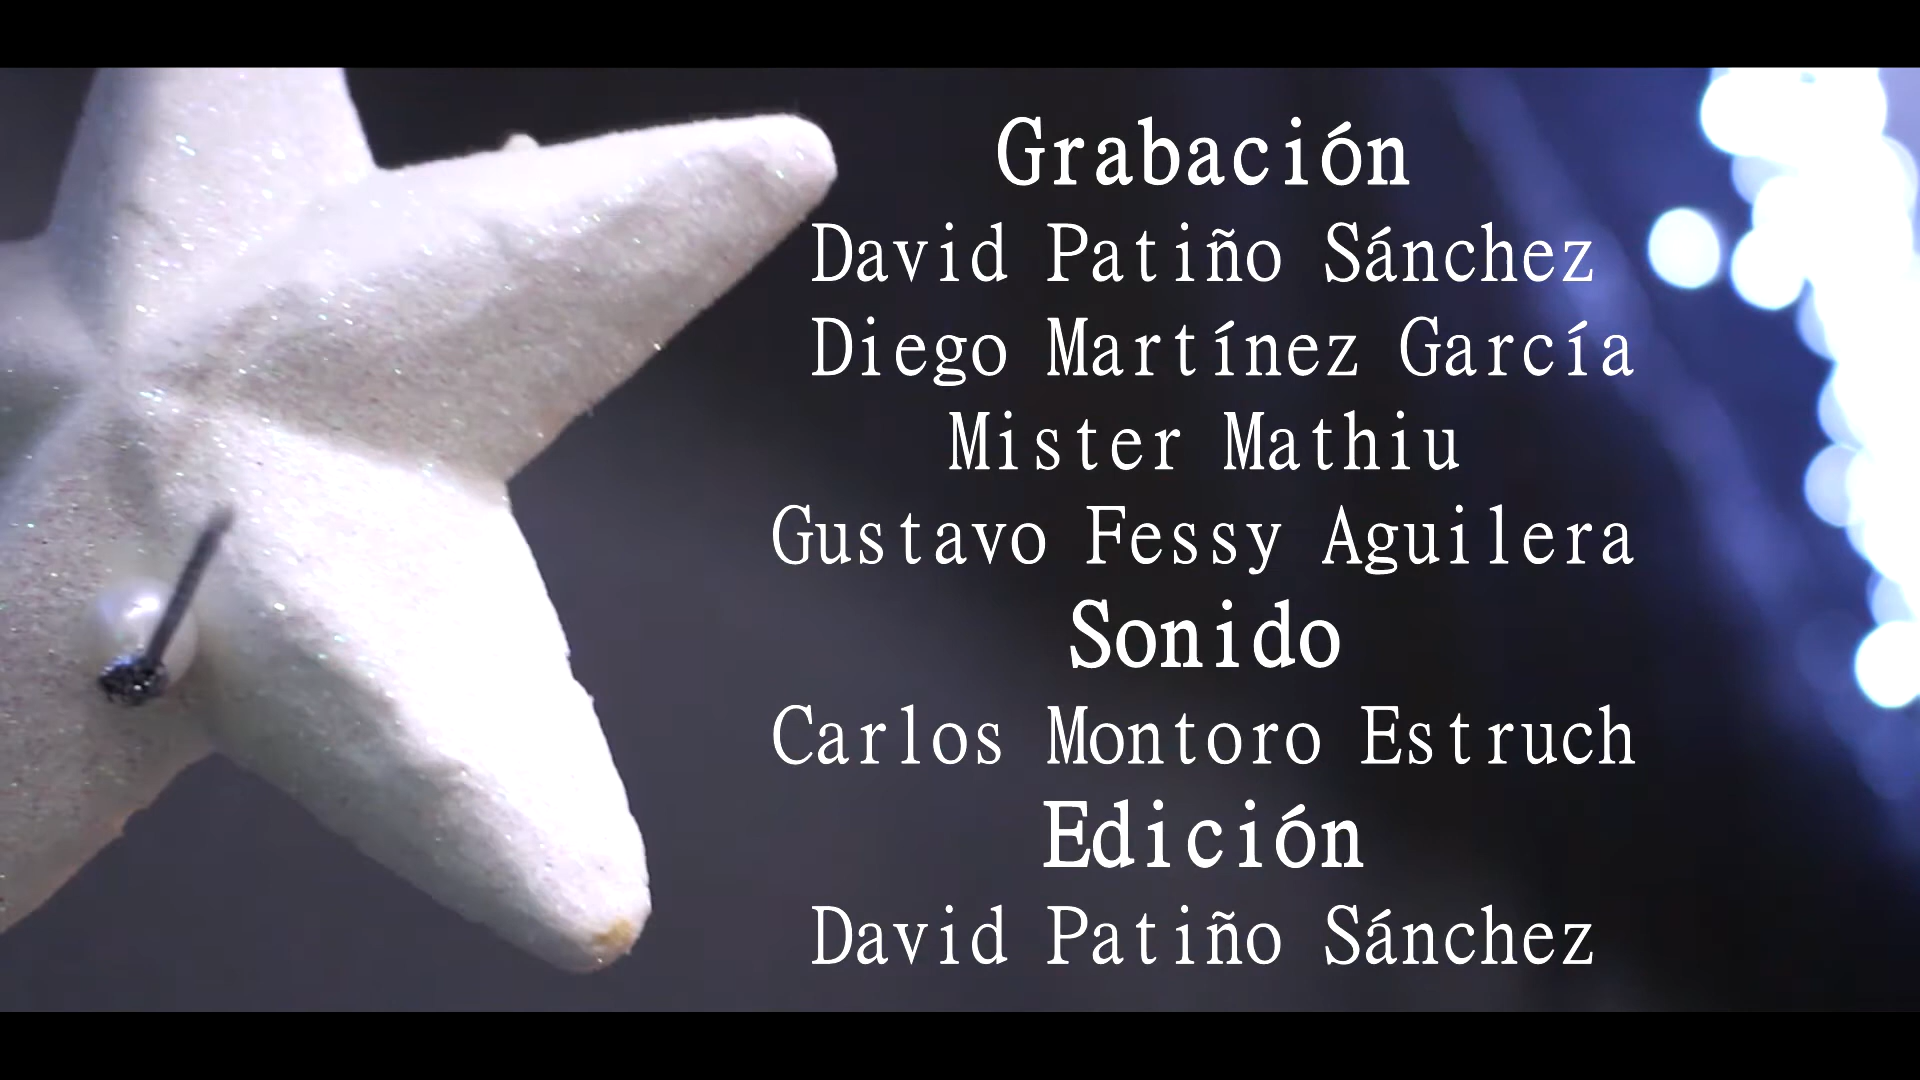 Grabación
David Patiño Sánchez
Diego Martínez García
Mister Mathiu
Gustavo Fessy Aguilera
Sonido
Carlos Montoro Estruch
Edición
David Patiño Sánchez